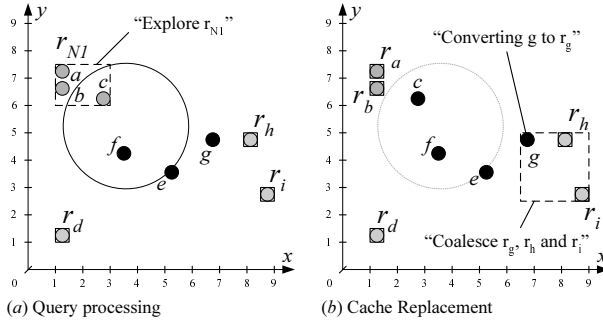 y
"Explore r_N1"
9
8
7
6
5
4
3
2
1
0
r_N1
a
b
c
r_h
f
g
e
r_i
r_d
x
0 1 2 3 4 5 6 7 8 9
(a) Query processing
y
"Converting g to r_g"
9
8
7
6
5
4
3
2
1
0
r_a
r_b
c
r_h
f
g
e
r_i
r_d
"Coalesce r_g, r_h and r_i"
x
0 1 2 3 4 5 6 7 8 9
(b) Cache Replacement